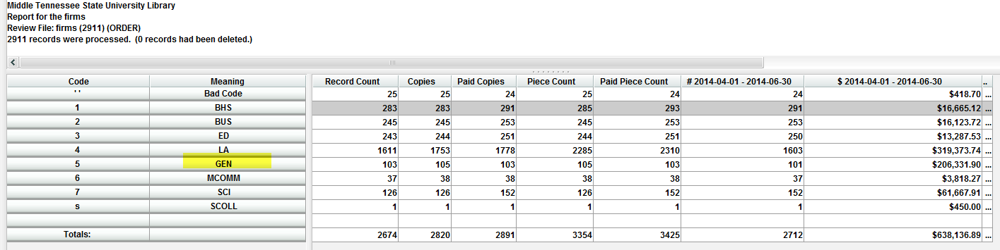 Middle Tennessee State University Library
Report for the firms
Review File: firms (2911) (ORDER)
2911 records were processed. (0 records had been deleted.)
Code Meaning Record Count Copies Paid Copies Piece Count Paid Piece Count # 2014-04-01 - 2014-06-30 $ 2014-04-01 - 2014-06-30 ..
' ' Bad Code 25 25 24 25 24 24 $418.70 ...
1 BHS 283 283 291 285 293 291 $16,665.12 ...
2 BUS 245 245 253 245 253 253 $16,123.72 ...
3 ED 243 244 251 244 251 250 $13,287.53 ...
4 LA 1611 1753 1778 2285 2310 1603 $319,373.74 ...
5 GEN 103 105 103 105 103 101 $206,331.90 ...
6 MCOMM 37 38 38 38 38 37 $3,818.27 ...
7 SCI 126 126 152 126 152 152 $61,667.91 ...
s SCOLL 1 1 1 1 1 1 $450.00 ...
Totals: 2674 2820 2891 3354 3425 2712 $638,136.89 ...